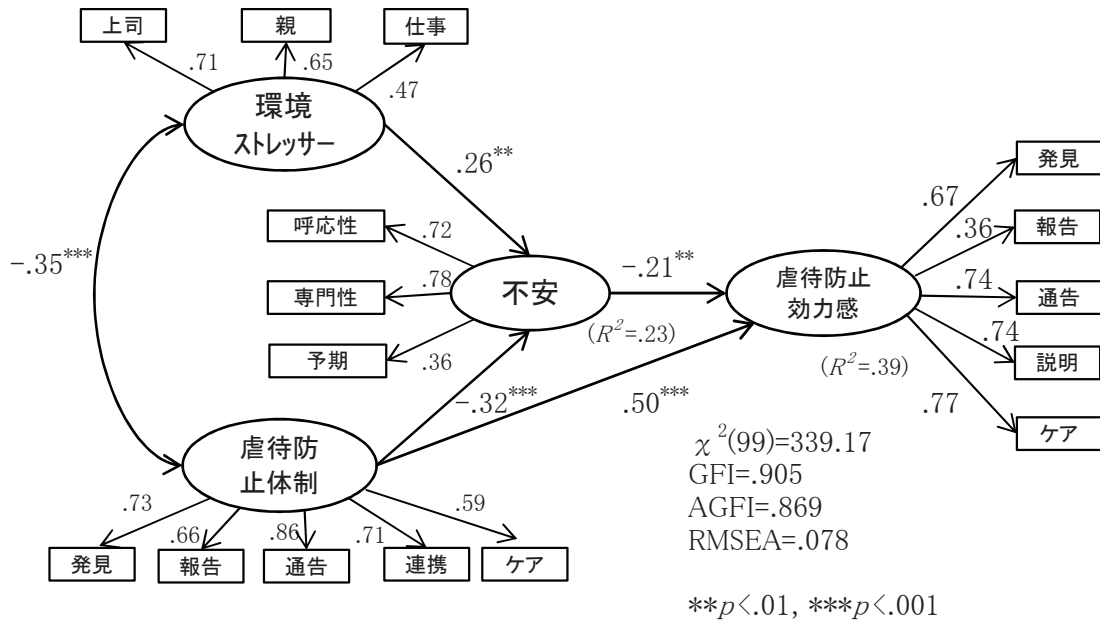 上司
親
仕事
.71
.65
.47
環境
ストレッサー
.26**
-.35***
呼応性
専門性
予期
.72
.78
.36
不安
(R²=.23)
-.21**
虐待防止
効力感
(R²=.39)
.67
.36
.74
.74
.77
発見
報告
通告
説明
ケア
-.32***
.50***
虐待防
止体制
.73
.66
.86
.71
.59
発見
報告
通告
連携
ケア
χ²(99)=339.17
GFI=.905
AGFI=.869
RMSEA=.078
**p<.01, ***p<.001